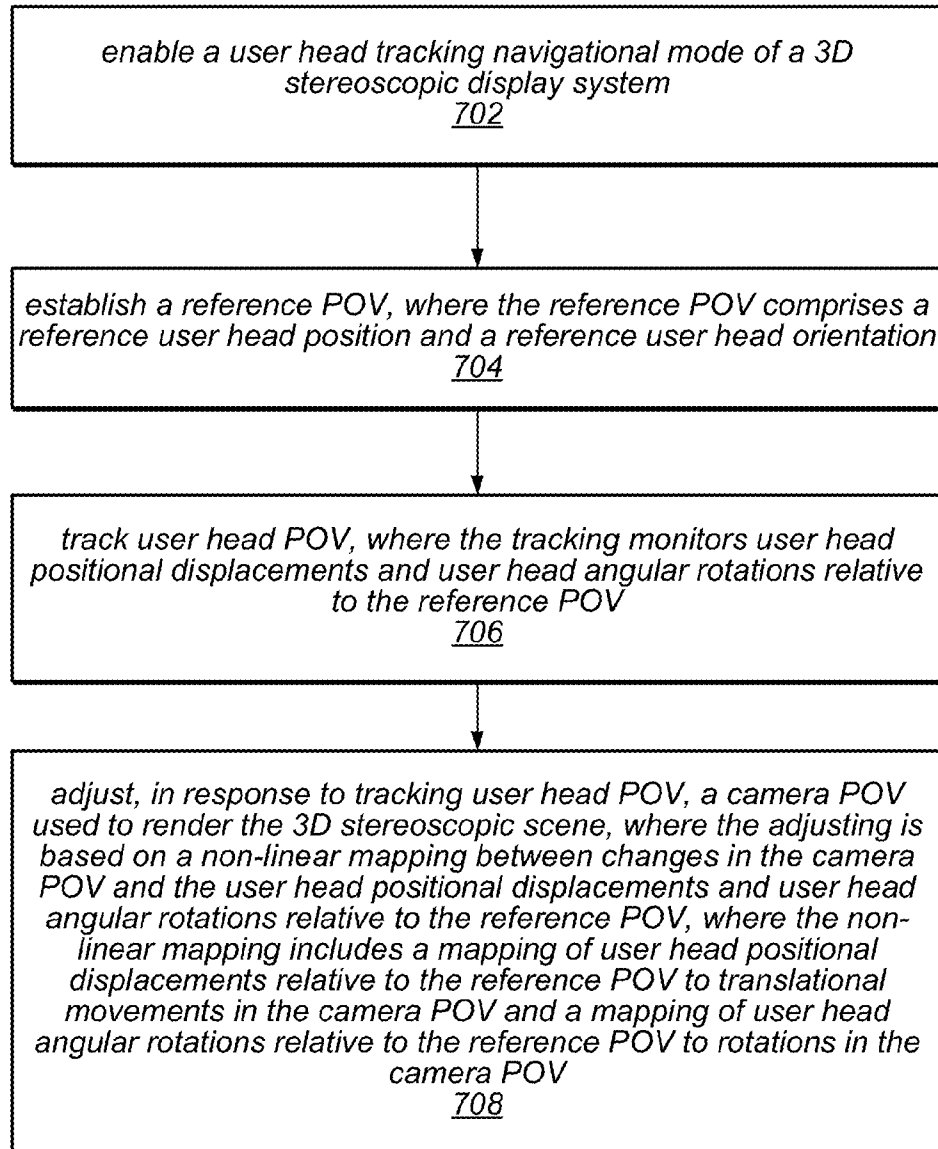 enable a user head tracking navigational mode of a 3D
stereoscopic display system
702
establish a reference POV, where the reference POV comprises a
reference user head position and a reference user head orientation
704
track user head POV, where the tracking monitors user head
positional displacements and user head angular rotations relative
to the reference POV
706
adjust, in response to tracking user head POV, a camera POV
used to render the 3D stereoscopic scene, where the adjusting is
based on a non-linear mapping between changes in the camera
POV and the user head positional displacements and user head
angular rotations relative to the reference POV, where the non-
linear mapping includes a mapping of user head positional
displacements relative to the reference POV to translational
movements in the camera POV and a mapping of user head
angular rotations relative to the reference POV to rotations in the
camera POV
708